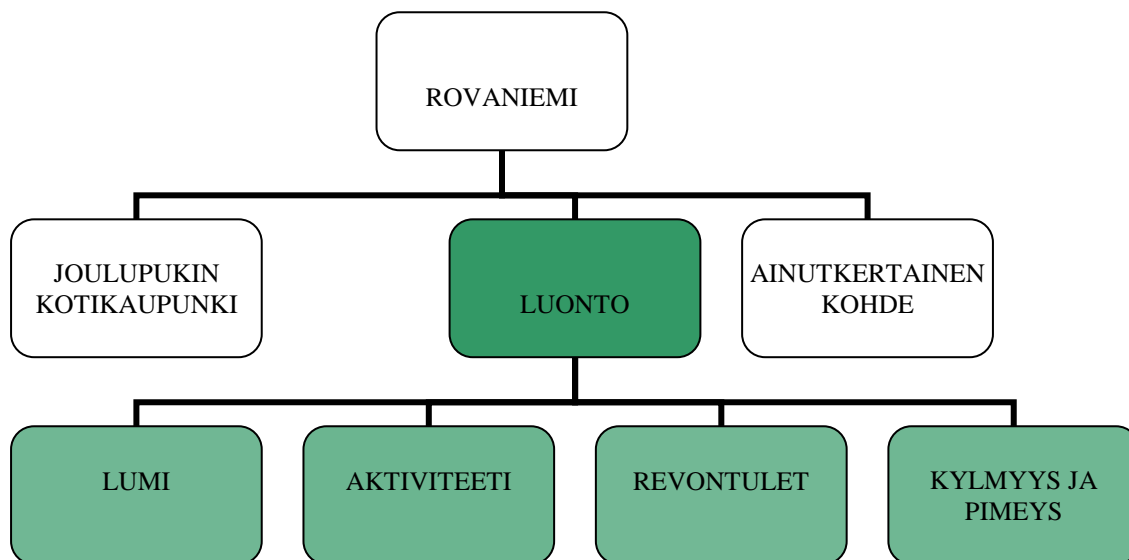 ROVANIEMI
JOULUPUKIN
KOTIKAUPUNKI
LUONTO
AINUTKERTAINEN
KOHDE
LUMI
AKTIVITEETI
REVONTULET
KYLMYYS JA
PIMEYS